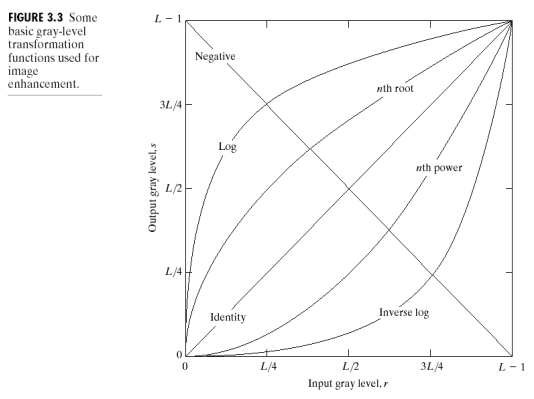 FIGURE 3.3 Some
basic gray-level
transformation
functions used for
image
enhancement.
L − 1
Negative
nth root
3L/4
Log
nth power
Output gray level, s
L/2
L/4
Identity
Inverse log
0
0 L/4 L/2 3L/4 L − 1
Input gray level, r